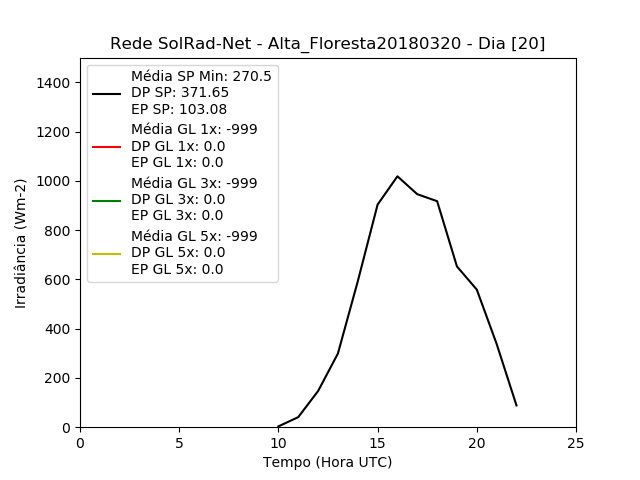 Rede SolRad-Net - Alta_Floresta20180320 - Dia [20]
Média SP Min: 270.5
DP SP: 371.65
EP SP: 103.08
Média GL 1x: -999
DP GL 1x: 0.0
EP GL 1x: 0.0
Média GL 3x: -999
DP GL 3x: 0.0
EP GL 3x: 0.0
Média GL 5x: -999
DP GL 5x: 0.0
EP GL 5x: 0.0
Irradiância (Wm-2)
1400
1200
1000
800
600
400
200
0
0 5 10 15 20 25
Tempo (Hora UTC)